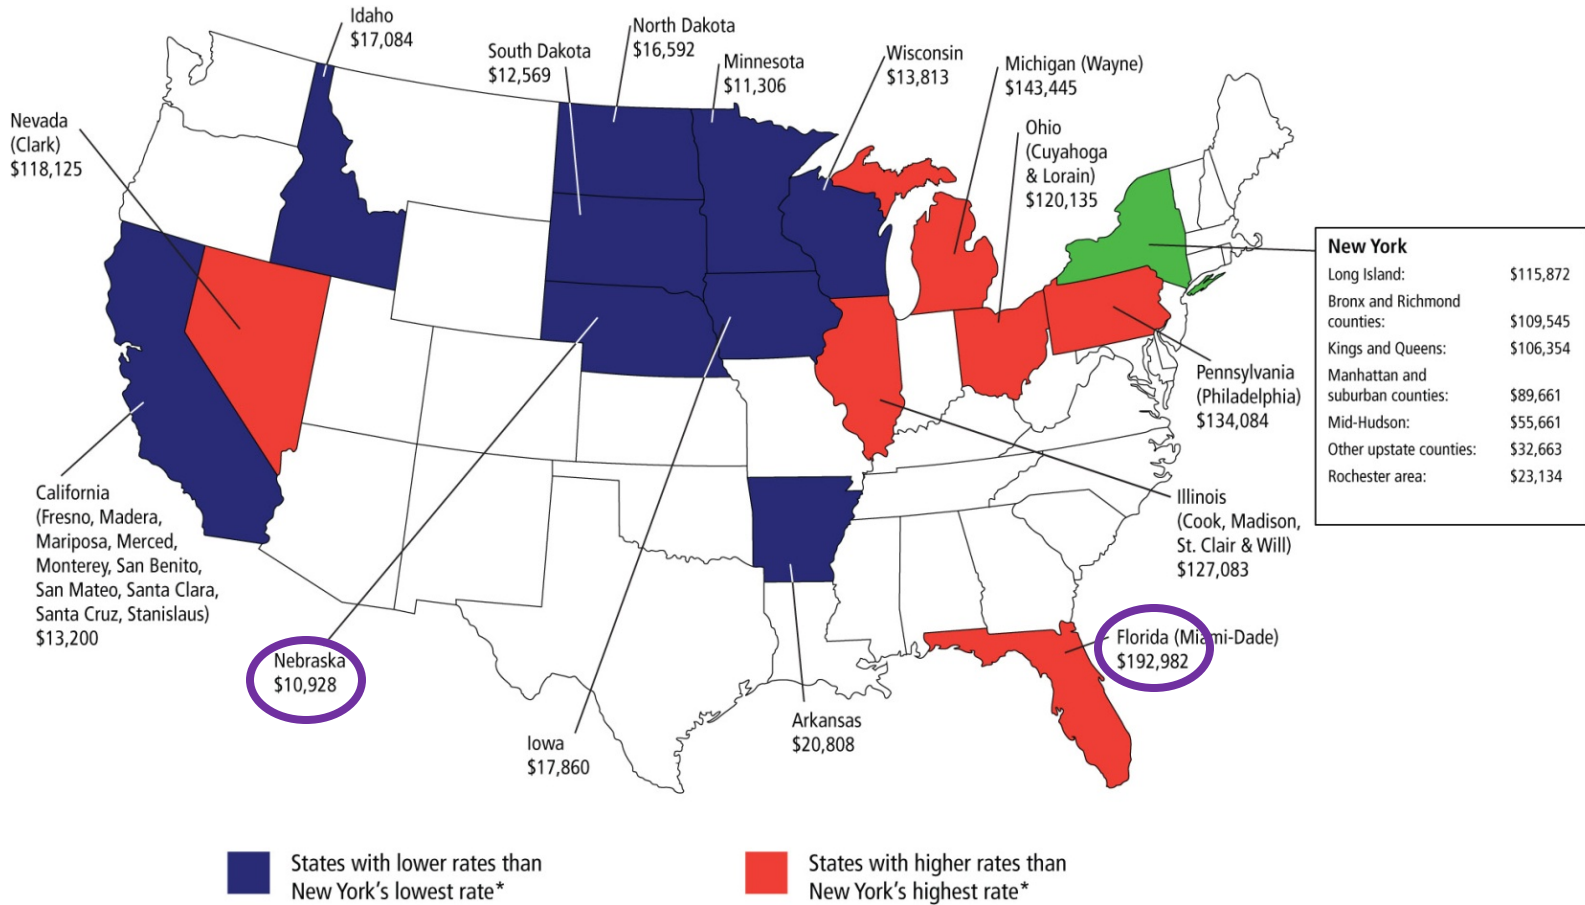 Idaho
$17,084
North Dakota
$16,592
South Dakota
$12,569
Minnesota
$11,306
Wisconsin
$13,813
Michigan (Wayne)
$143,445
Nevada
(Clark)
$118,125
Ohio
(Cuyahoga
& Lorain)
$120,135
New York
Long Island: $115,872
Bronx and Richmond
counties: $109,545
Kings and Queens: $106,354
Manhattan and
suburban counties: $89,661
Mid-Hudson: $55,661
Other upstate counties: $32,663
Rochester area: $23,134
Pennsylvania
(Philadelphia)
$134,084
California
(Fresno, Madera,
Mariposa, Merced,
Monterey, San Benito,
San Mateo, Santa Clara,
Santa Cruz, Stanislaus)
$13,200
Illinois
(Cook, Madison,
St. Clair & Will)
$127,083
Nebraska
$10,928
Florida (Miami-Dade)
$192,982
Iowa
$17,860
Arkansas
$20,808
States with lower rates than
New York's lowest rate*
States with higher rates than
New York's highest rate*